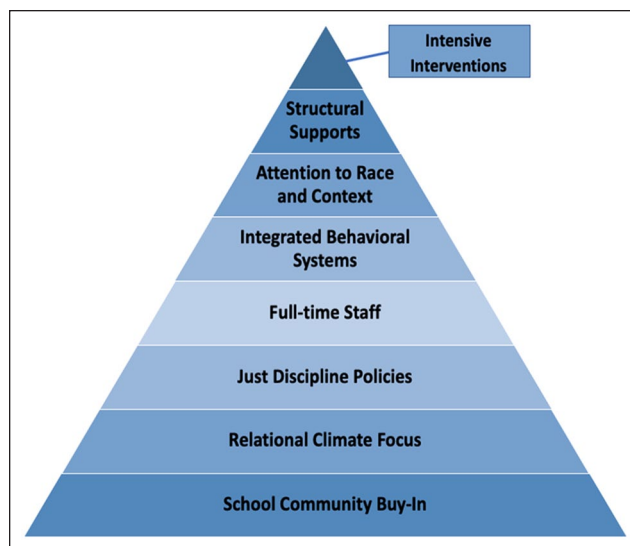 Intensive
Interventions
Structural
Supports
Attention to Race
and Context
Integrated Behavioral
Systems
Full-time Staff
Just Discipline Policies
Relational Climate Focus
School Community Buy-In